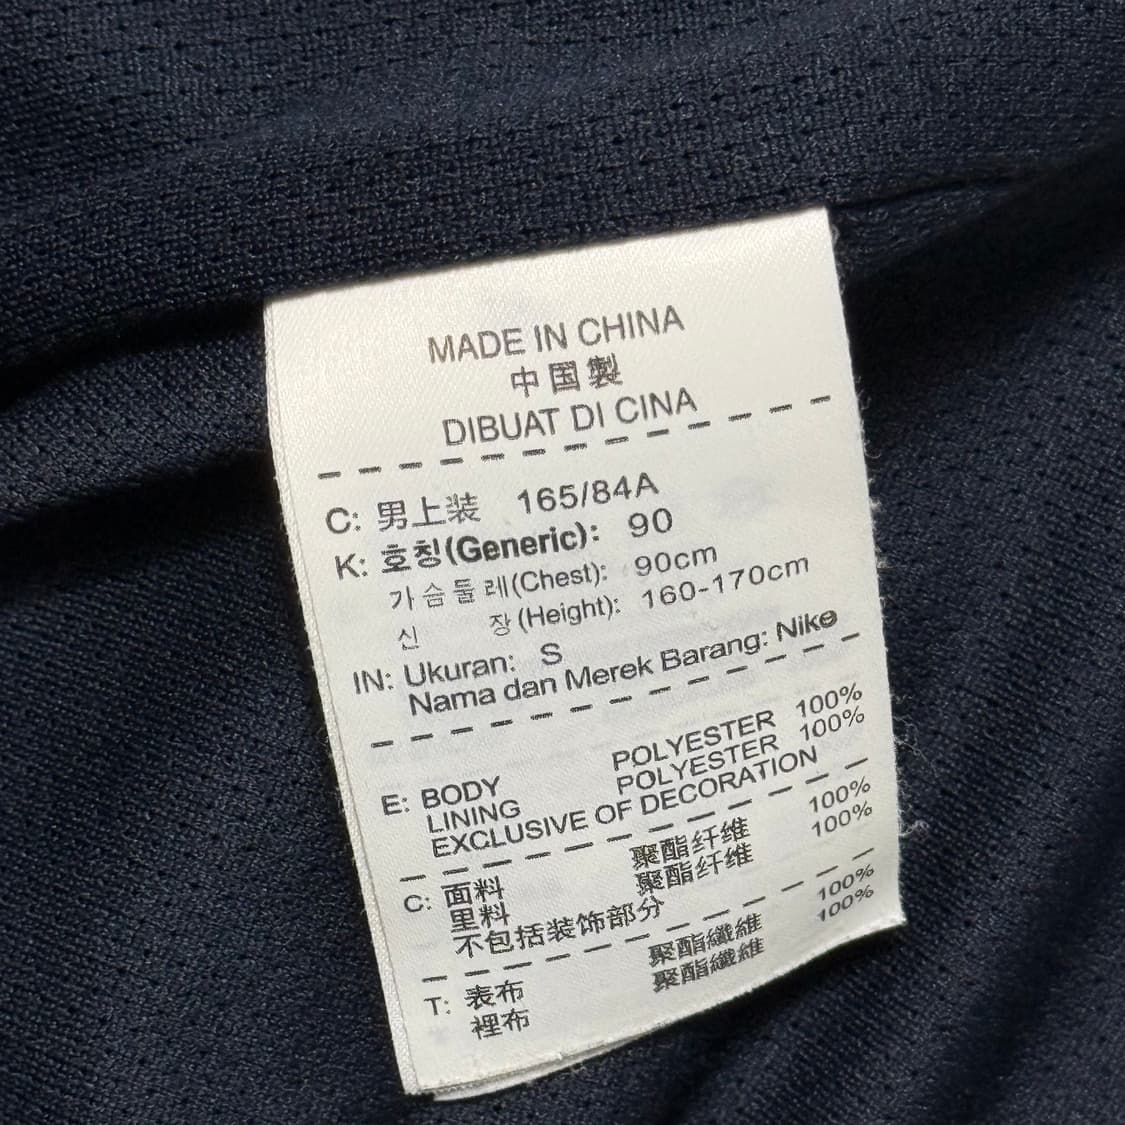 MADE IN CHINA
中国製
DIBUAT DI CINA
C: 男上装 165/84A
K: 호칭(Generic): 90
가슴둘레(Chest): 90cm
신 장(Height): 160-170cm
IN: Ukuran: S
Nama dan Merek Barang: Nike
E: BODY POLYESTER 100%
LINING POLYESTER 100%
EXCLUSIVE OF DECORATION
C: 面料 聚酯纤维 100%
里料 聚酯纤维 100%
不包括装饰部分
T: 表布 聚酯纖維 100%
裡布 聚酯纖維 100%